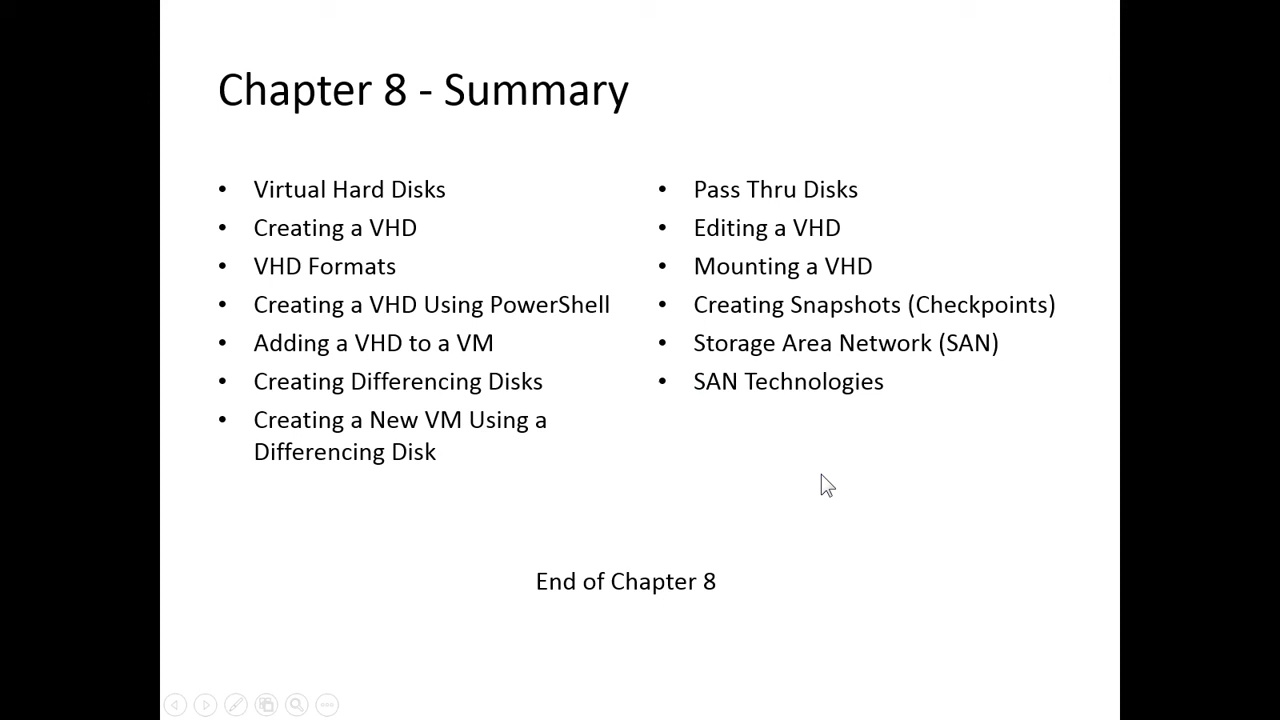 Chapter 8 - Summary
• Virtual Hard Disks
• Creating a VHD
• VHD Formats
• Creating a VHD Using PowerShell
• Adding a VHD to a VM
• Creating Differencing Disks
• Creating a New VM Using a
Differencing Disk
• Pass Thru Disks
• Editing a VHD
• Mounting a VHD
• Creating Snapshots (Checkpoints)
• Storage Area Network (SAN)
• SAN Technologies
End of Chapter 8